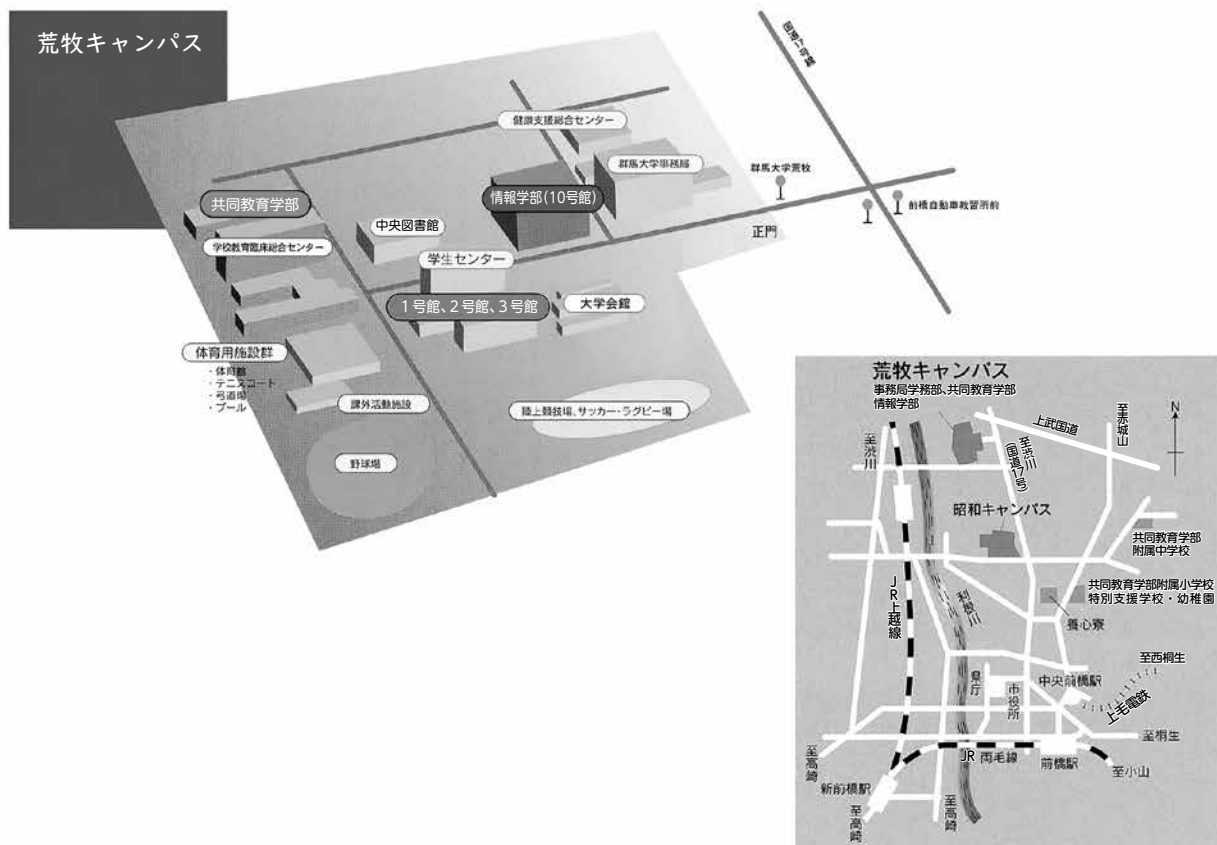 荒牧キャンパス
国道17号線
健康支援総合センター
群馬大学事務局
群馬大学荒牧
前橋自動車教習所前
正門
情報学部(10号館)
共同教育学部
中央図書館
学校教育臨床総合センター
学生センター
1号館、2号館、3号館
大学会館
体育用施設群
・体育館
・テニスコート
・弓道場
・プール
課外活動施設
陸上競技場、サッカー・ラグビー場
野球場
荒牧キャンパス
事務局学務部、共同教育学部
情報学部
至渋川
至渋川
(国道17号)
上武国道
至赤城山
N
昭和キャンパス
共同教育学部
附属中学校
共同教育学部附属小学校
特別支援学校・幼稚園
養心寮
JR上越線
利根川
県庁
市役所
中央前橋駅
至西桐生
上毛電鉄
至桐生
至高崎
JR 両毛線
前橋駅
至小山
新前橋駅
至高崎
至高崎